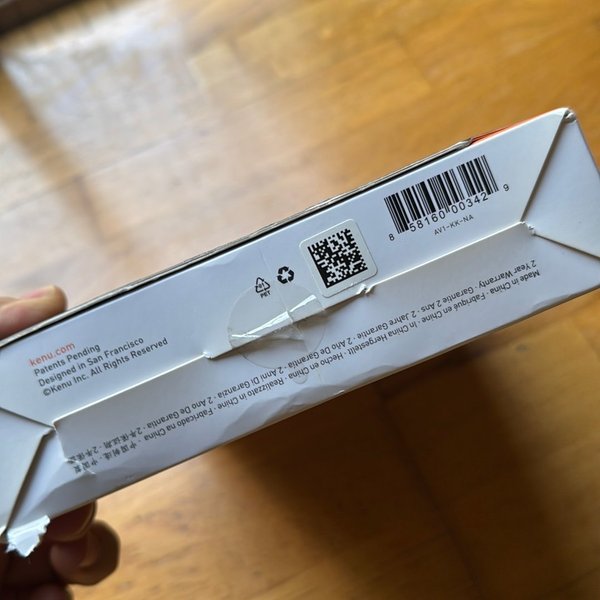 kenu.com
Patents Pending
Designed in San Francisco
©Kenu Inc. All Rights Reserved
01
PET
8 58160 00342 9
AV1-KK-NA
Made in China · Fabriqué en Chine · In China Hergestellt · Hecho en China · Realizzato in Chine · Fabricado na China
2 Year Warranty · Garantie 2 Ans · 2 Jahre Garantie · 2 Ano De Garantía · 2 Anni Di Garanzia · 2 Ano De Garantia